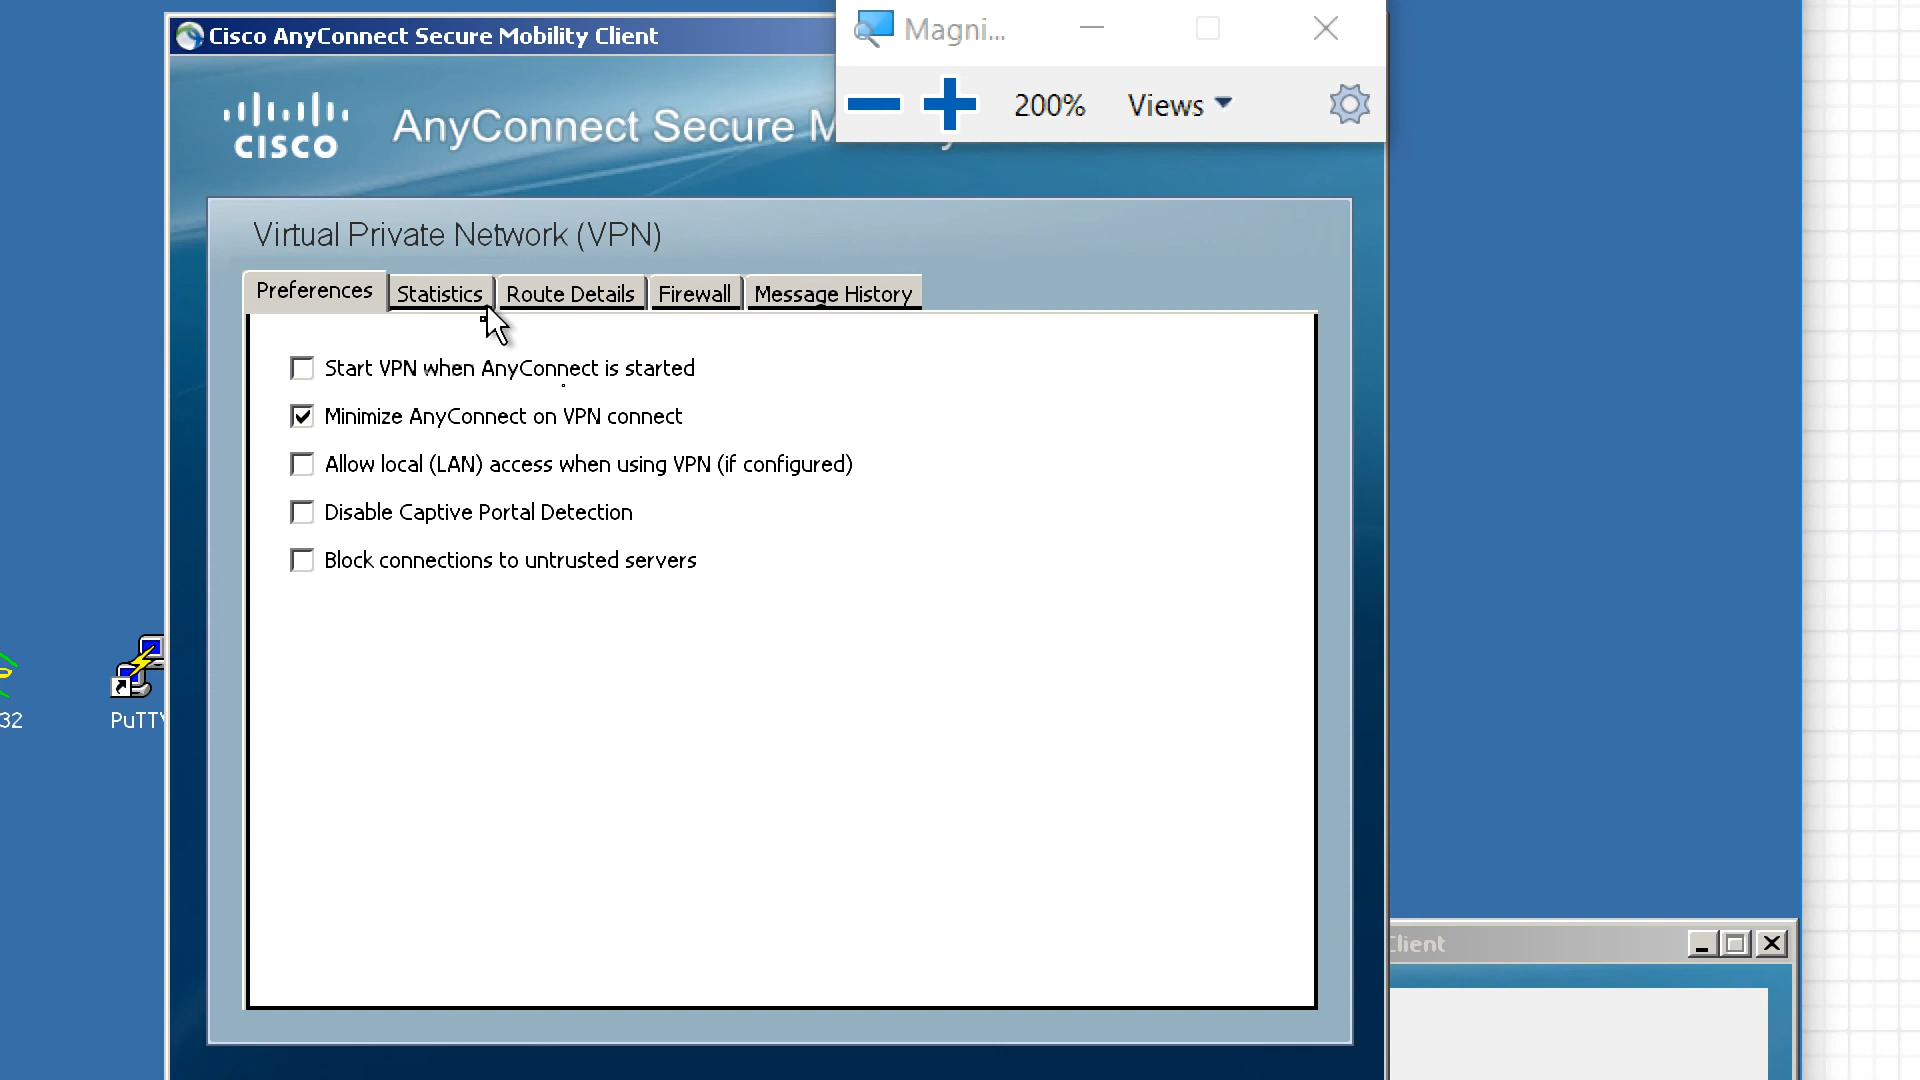 Cisco AnyConnect Secure Mobility Client
Magni...
200%
Views
CISCO
AnyConnect Secure
Virtual Private Network (VPN)
Preferences
Statistics
Route Details
Firewall
Message History
Start VPN when AnyConnect is started
Minimize AnyConnect on VPN connect
Allow local (LAN) access when using VPN (if configured)
Disable Captive Portal Detection
Block connections to untrusted servers
32
PuTTY
Client